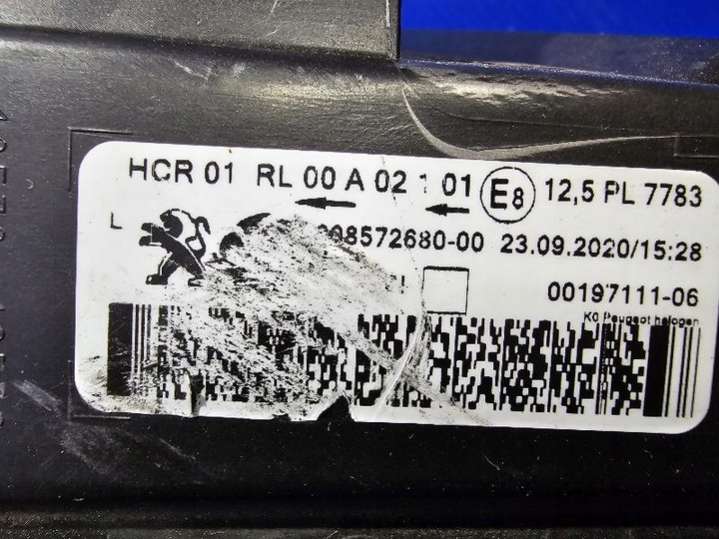 HCR 01 RL 00 A 02 1 01 E8 12,5 PL 7783
L
08572680-00 23.09.2020/15:28
00197111-06
K0 Peugeot halogen